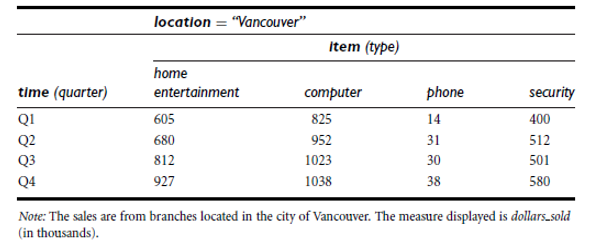 location = “Vancouver”
item (type)
home
time (quarter) entertainment computer phone security
Q1 605 825 14 400
Q2 680 952 31 512
Q3 812 1023 30 501
Q4 927 1038 38 580
Note: The sales are from branches located in the city of Vancouver. The measure displayed is dollars_sold
(in thousands).